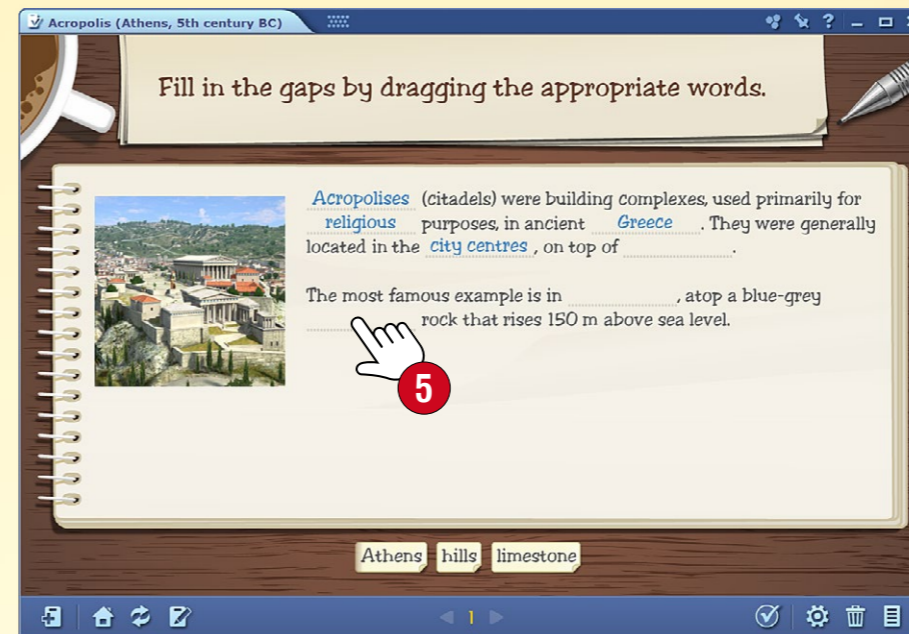 Acropolis (Athens, 5th century BC)
?
Fill in the gaps by dragging the appropriate words.
Acropolises (citadels) were building complexes, used primarily for
religious purposes, in ancient Greece. They were generally
located in the city centres, on top of .
The most famous example is in , atop a blue-grey
rock that rises 150 m above sea level.
5
Athens hills limestone
1